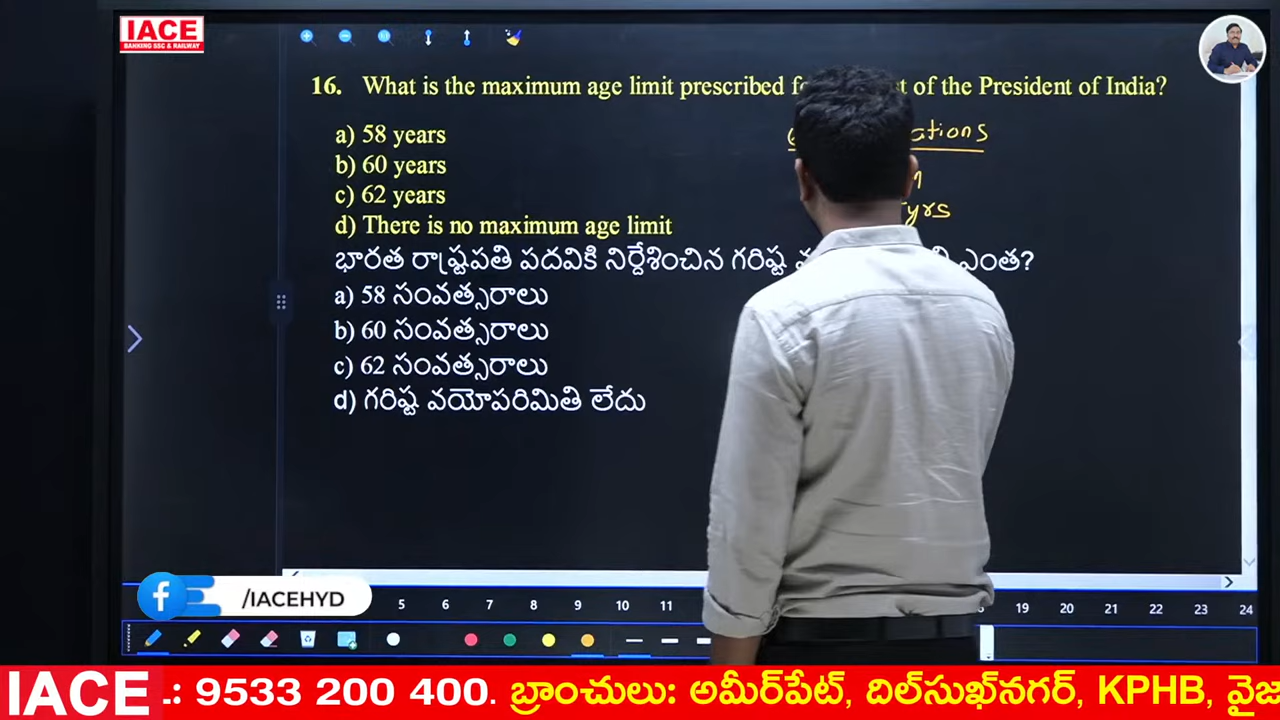 IACE
BANKING SSC & RAILWAY
16. What is the maximum age limit prescribed of the President of India?
a) 58 years
b) 60 years
c) 62 years
d) There is no maximum age limit
yrs
భారత రాష్ట్రపతి పదవికి నిర్దేశించిన గరిష్ట ఎంత?
a) 58 సంవత్సరాలు
b) 60 సంవత్సరాలు
c) 62 సంవత్సరాలు
d) గరిష్ట వయోపరిమితి లేదు
/IACEHYD
5 6 7 8 9 10 11 19 20 21 22 23 24
IACE .: 9533 200 400. బ్రాంచులు: అమీర్‌పేట్, దిల్‌సుఖ్‌నగర్, KPHB,